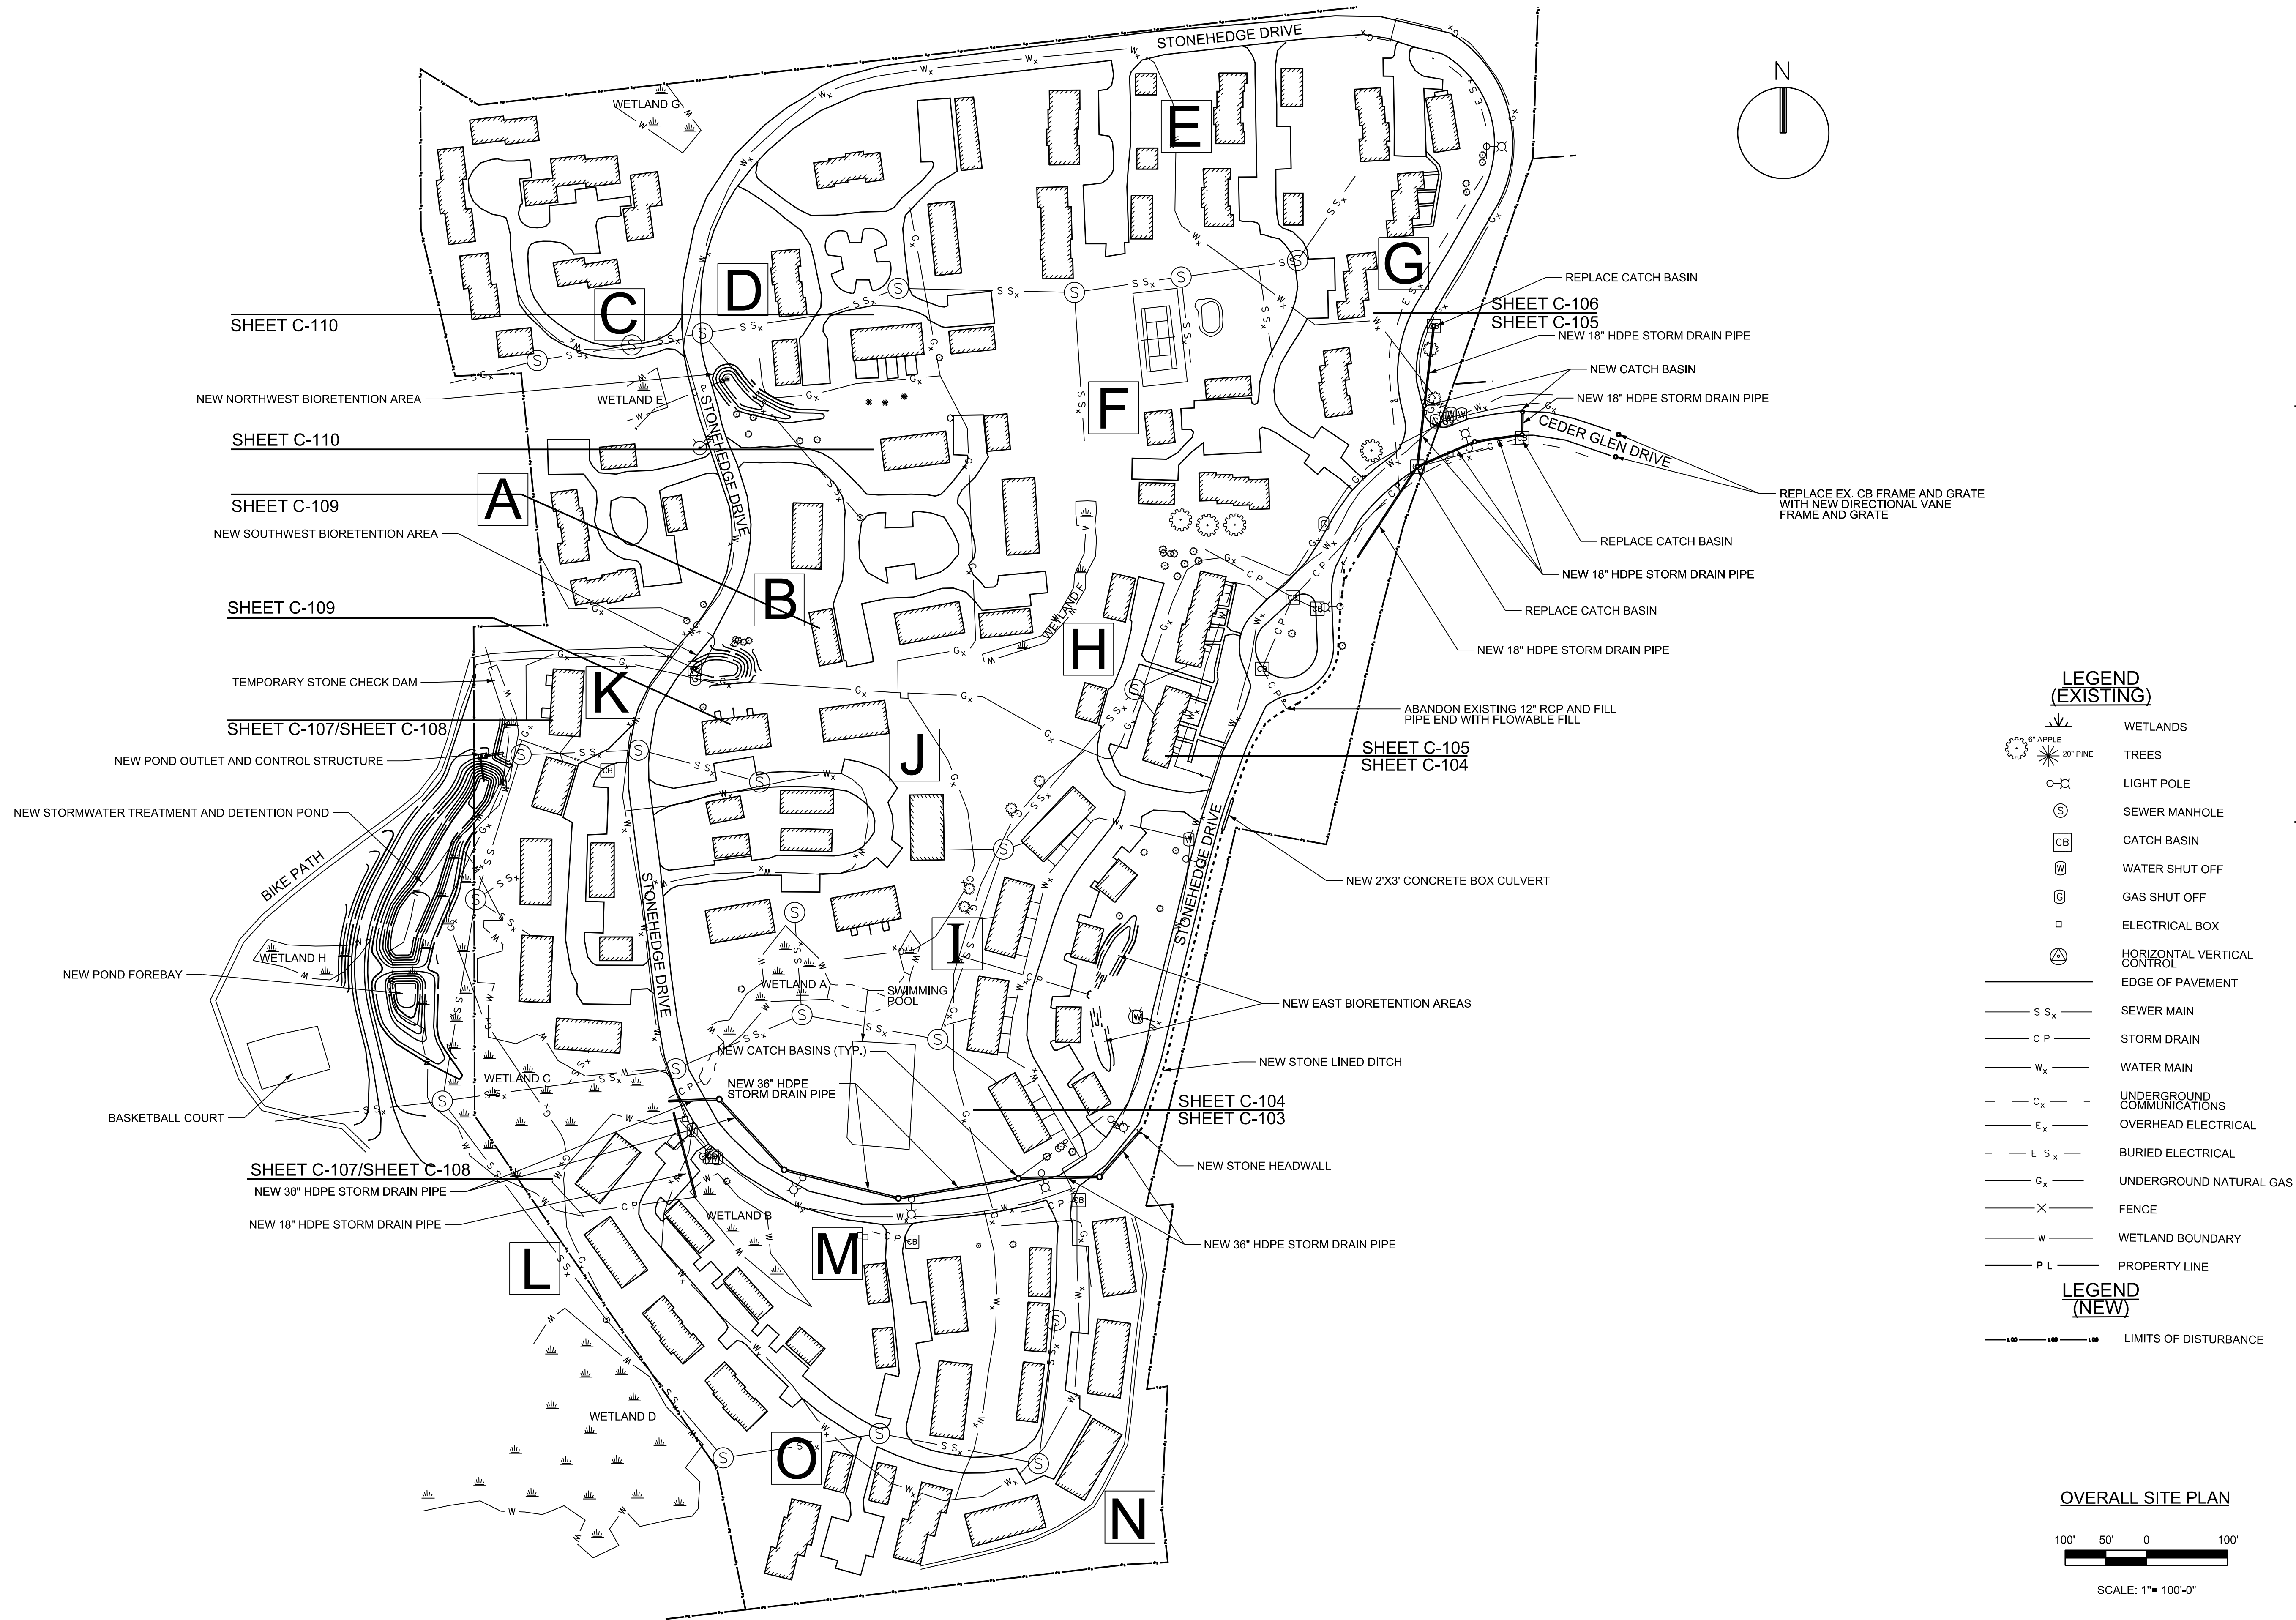 STONEHEDGE DRIVE
N
WETLAND G
E
D
G
C
REPLACE CATCH BASIN
SHEET C-106
SHEET C-105
SHEET C-110
NEW 18" HDPE STORM DRAIN PIPE
NEW CATCH BASIN
NEW NORTHWEST BIORETENTION AREA
WETLAND E
NEW 18" HDPE STORM DRAIN PIPE
F
STONEHEDGE DRIVE
CEDER GLEN DRIVE
SHEET C-110
A
SHEET C-109
REPLACE EX. CB FRAME AND GRATE
WITH NEW DIRECTIONAL VANE
FRAME AND GRATE
NEW SOUTHWEST BIORETENTION AREA
REPLACE CATCH BASIN
NEW 18" HDPE STORM DRAIN PIPE
B
SHEET C-109
WETLAND F
REPLACE CATCH BASIN
H
NEW 18" HDPE STORM DRAIN PIPE
TEMPORARY STONE CHECK DAM
K
ABANDON EXISTING 12" RCP AND FILL
PIPE END WITH FLOWABLE FILL
SHEET C-107/SHEET C-108
J
SHEET C-105
SHEET C-104
NEW POND OUTLET AND CONTROL STRUCTURE
NEW STORMWATER TREATMENT AND DETENTION POND
BIKE PATH
STONEHEDGE DRIVE
STONEHEDGE DRIVE
NEW 2'X3' CONCRETE BOX CULVERT
I
WETLAND H
NEW POND FOREBAY
WETLAND A
SWIMMING
POOL
NEW EAST BIORETENTION AREAS
NEW CATCH BASINS (TYP.)
NEW STONE LINED DITCH
WETLAND C
NEW 36" HDPE
STORM DRAIN PIPE
SHEET C-104
SHEET C-103
BASKETBALL COURT
SHEET C-107/SHEET C-108
NEW STONE HEADWALL
NEW 36" HDPE STORM DRAIN PIPE
NEW 18" HDPE STORM DRAIN PIPE
WETLAND B
M
NEW 36" HDPE STORM DRAIN PIPE
L
WETLAND D
O
N
LEGEND
(EXISTING)
WETLANDS
6" APPLE
20" PINE
TREES
LIGHT POLE
S
SEWER MANHOLE
CB
CATCH BASIN
W
WATER SHUT OFF
G
GAS SHUT OFF
ELECTRICAL BOX
HORIZONTAL VERTICAL
CONTROL
EDGE OF PAVEMENT
S Sx
SEWER MAIN
C P
STORM DRAIN
Wx
WATER MAIN
Cx
UNDERGROUND
COMMUNICATIONS
Ex
OVERHEAD ELECTRICAL
E Sx
BURIED ELECTRICAL
Gx
UNDERGROUND NATURAL GAS
FENCE
W
WETLAND BOUNDARY
P L
PROPERTY LINE
LEGEND
(NEW)
LIMITS OF DISTURBANCE
OVERALL SITE PLAN
100' 50' 0 100'
SCALE: 1"= 100'-0"